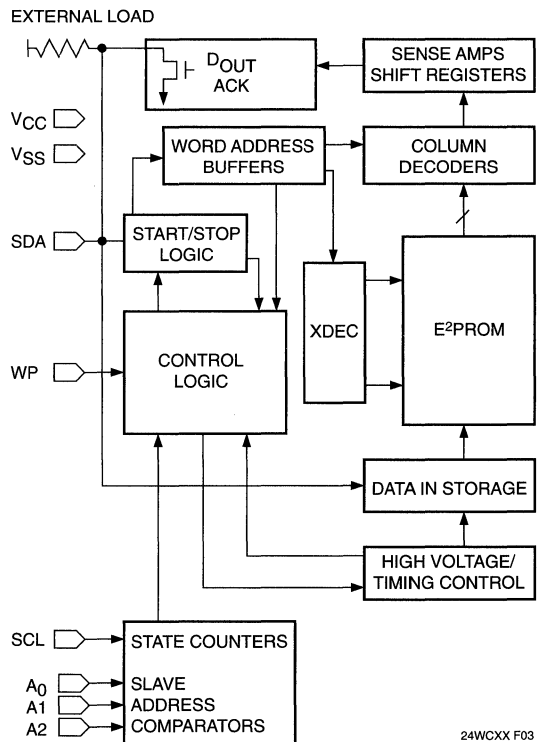 EXTERNAL LOAD
DOUT
ACK
SENSE AMPS
SHIFT REGISTERS
VCC
VSS
WORD ADDRESS
BUFFERS
COLUMN
DECODERS
SDA
START/STOP
LOGIC
XDEC
E²PROM
WP
CONTROL
LOGIC
DATA IN STORAGE
HIGH VOLTAGE/
TIMING CONTROL
SCL
STATE COUNTERS
A0
SLAVE
A1
ADDRESS
A2
COMPARATORS
24WCXX F03